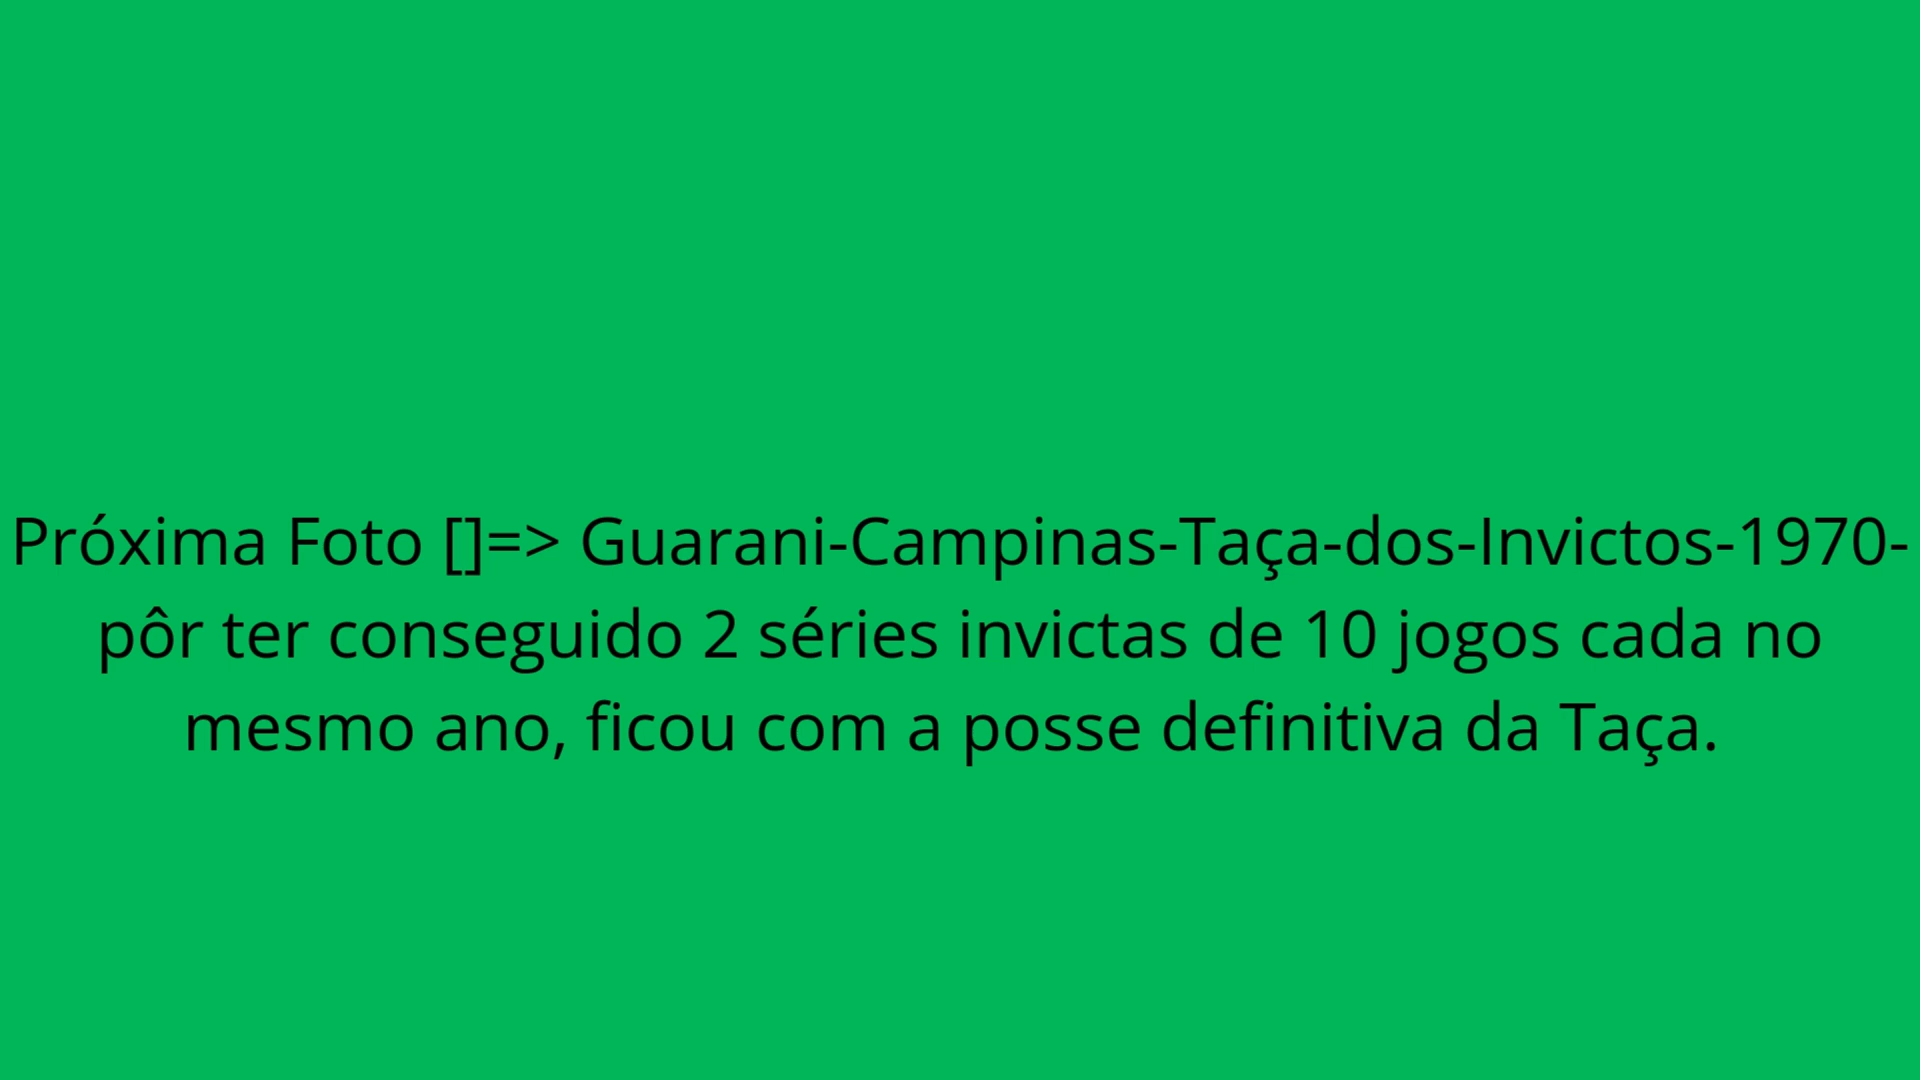 Próxima Foto []=> Guarani-Campinas-Taça-dos-Invictos-1970-
pôr ter conseguido 2 séries invictas de 10 jogos cada no
mesmo ano, ficou com a posse definitiva da Taça.